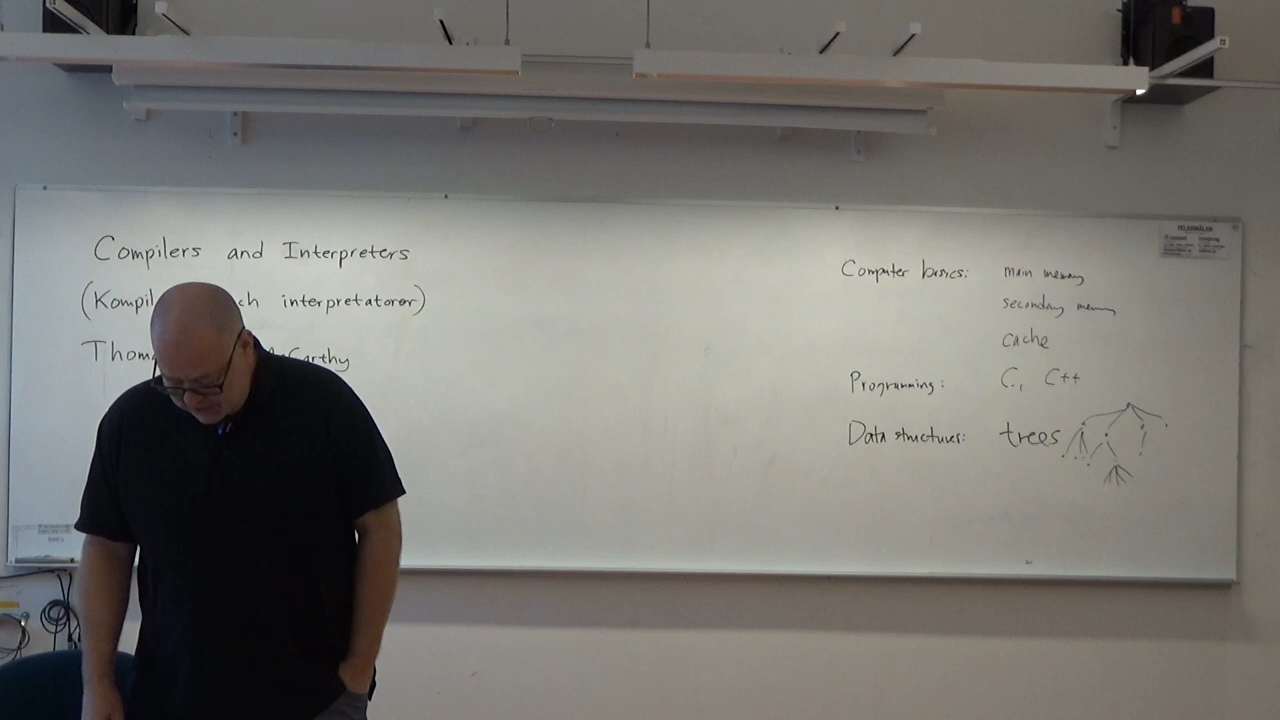 Compilers and Interpreters
(Kompil ch interpretatorer)
Thom Carthy
Computer basics: main memory
secondary memory
cache
Programming: C, C++
Data structures: trees